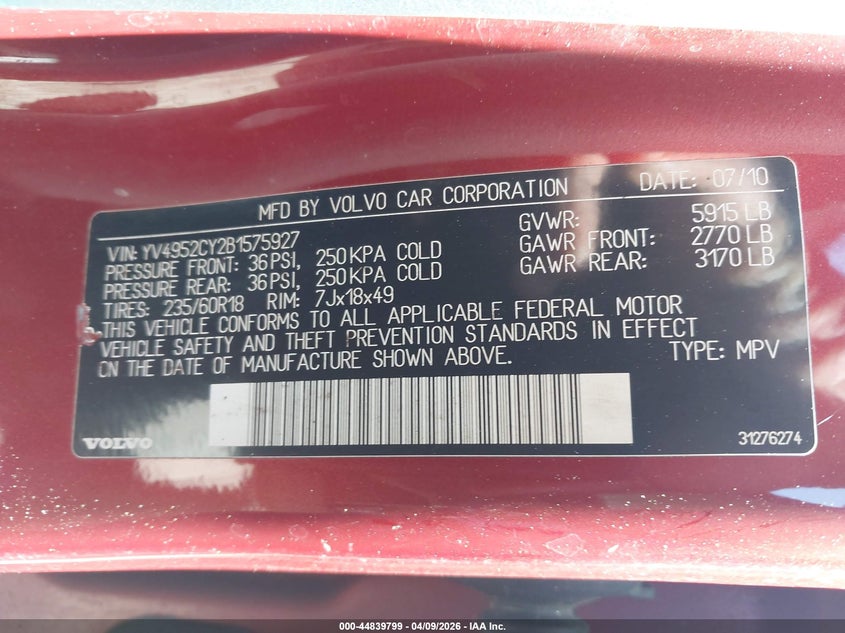 MFD BY VOLVO CAR CORPORATION DATE: 07/10
VIN: YV4952CY2B1575927 GVWR: 5915 LB
PRESSURE FRONT: 36PSI, 250KPA COLD GAWR FRONT: 2770 LB
PRESSURE REAR: 36PSI, 250KPA COLD GAWR REAR: 3170 LB
TIRES: 235/60R18 RIM: 7Jx18x49
THIS VEHICLE CONFORMS TO ALL APPLICABLE FEDERAL MOTOR
VEHICLE SAFETY AND THEFT PREVENTION STANDARDS IN EFFECT
ON THE DATE OF MANUFACTURE SHOWN ABOVE. TYPE: MPV
VOLVO 31276274
000-44839799 | 04/09/2026 | IAA Inc.